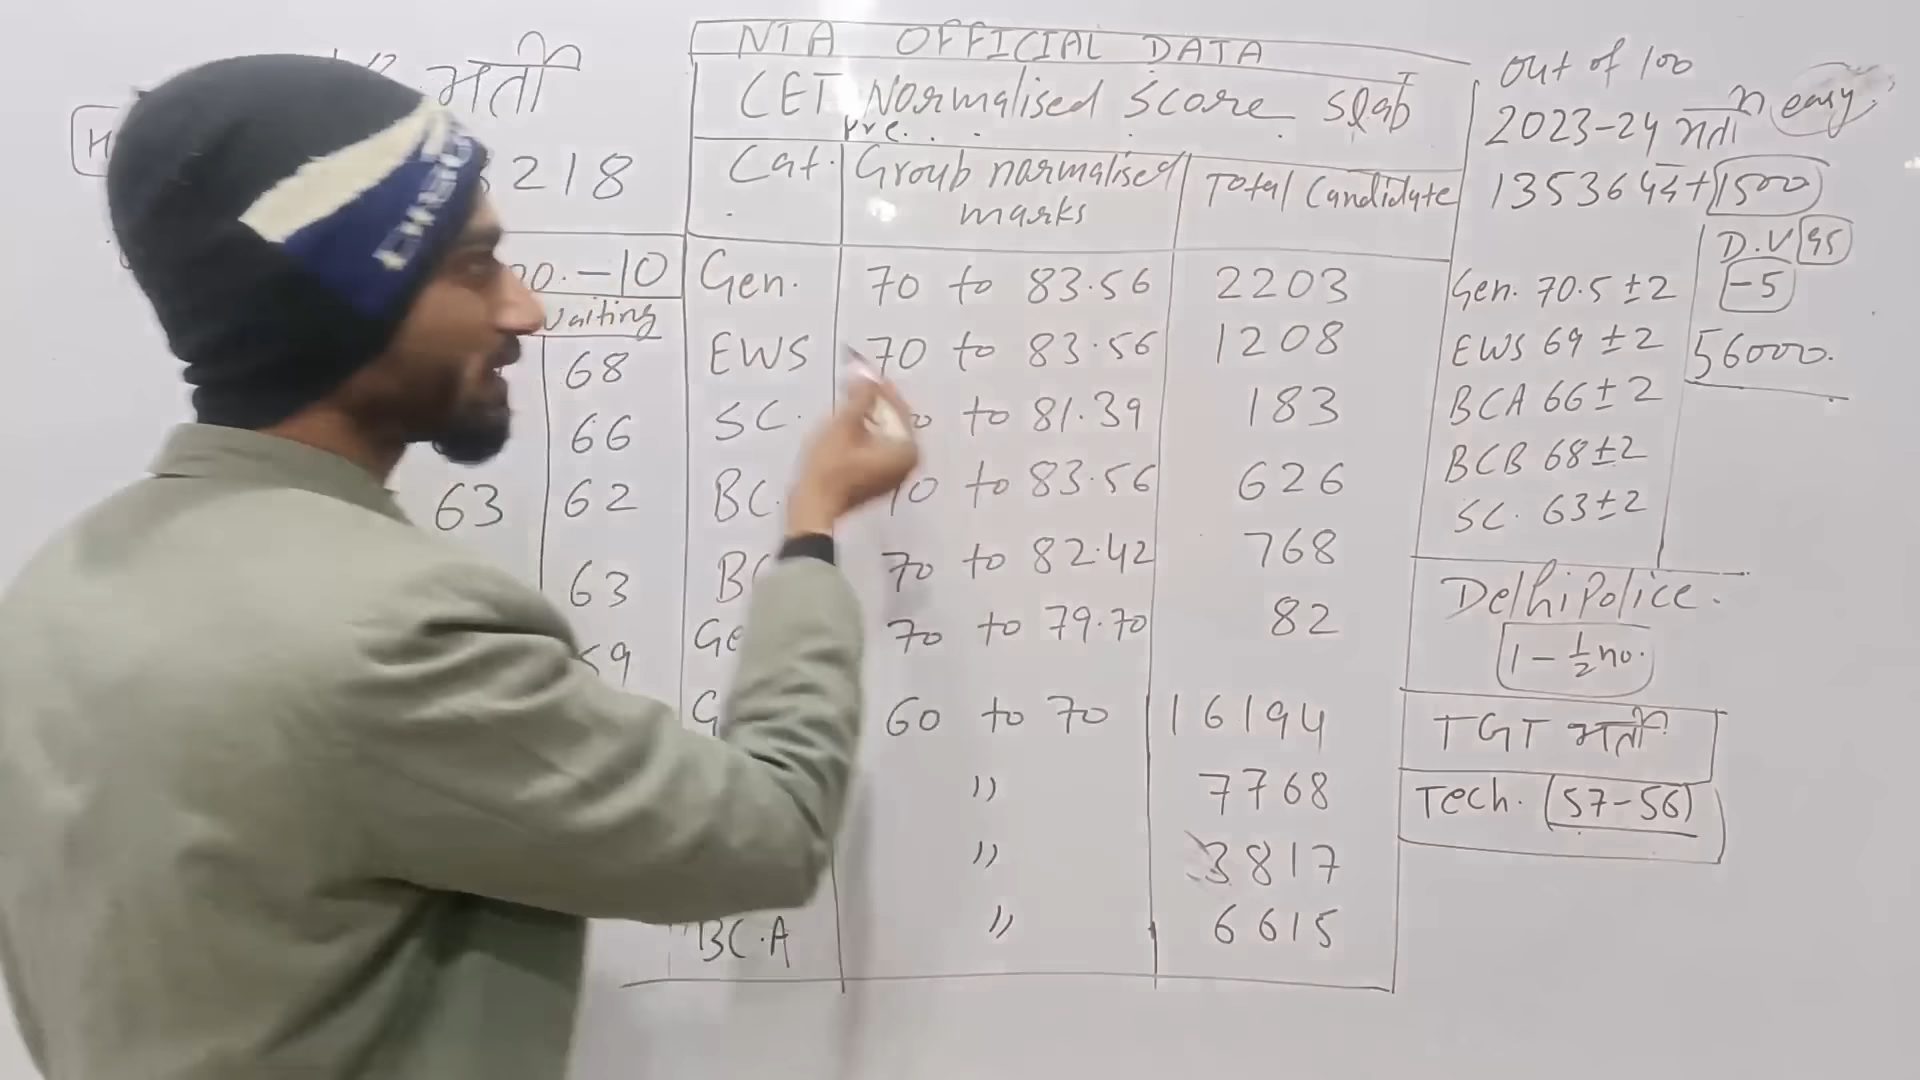 भर्ती
218
00.-10
waiting
68
66
63 62
63
59
NTA OFFICIAL DATA
CET Normalised Score Slab
Pre...
Cat. Group normalised marks Total Candidate
Gen. 70 to 83.56 2203
EWS 70 to 83.56 1208
SC. to 81.39 183
BC. to 83.56 626
BC 70 to 82.42 768
Ge 70 to 79.70 82
G 60 to 70 16194
" 7768
" 3817
BC.A " 6615
out of 100
2023-24 भर्ती easy
+1500
D.V 95
-5
56000.
Gen. 70.5 ±2
EWS 69 ±2
BCA 66 ±2
BCB 68±2
SC. 63±2
Delhi Police.
1-½ no.
TGT भर्ती
Tech. (57-56)